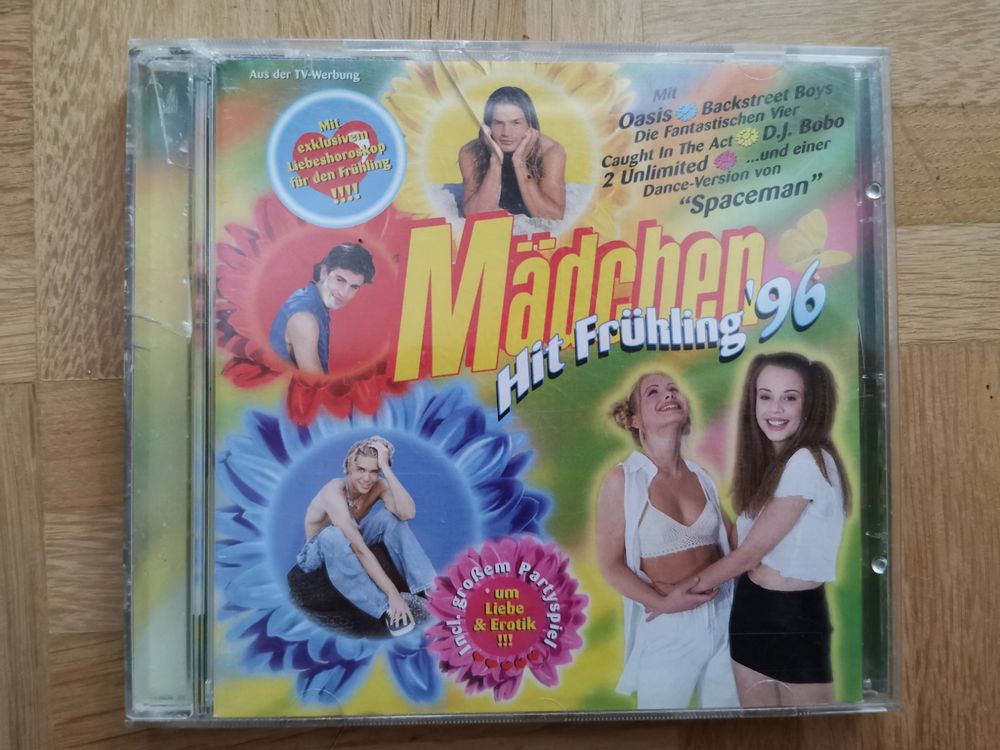 Aus der TV-Werbung
Mit
exklusivem
Liebeshoroskop
für den Frühling
!!!!
Mit
Oasis Backstreet Boys
Die Fantastischen Vier
Caught In The Act D.J. Bobo
2 Unlimited ...und einer
Dance-Version von
"Spaceman"
Mädchen
Hit Frühling '96
Incl. großem Partyspiel
um
Liebe
& Erotik
!!!